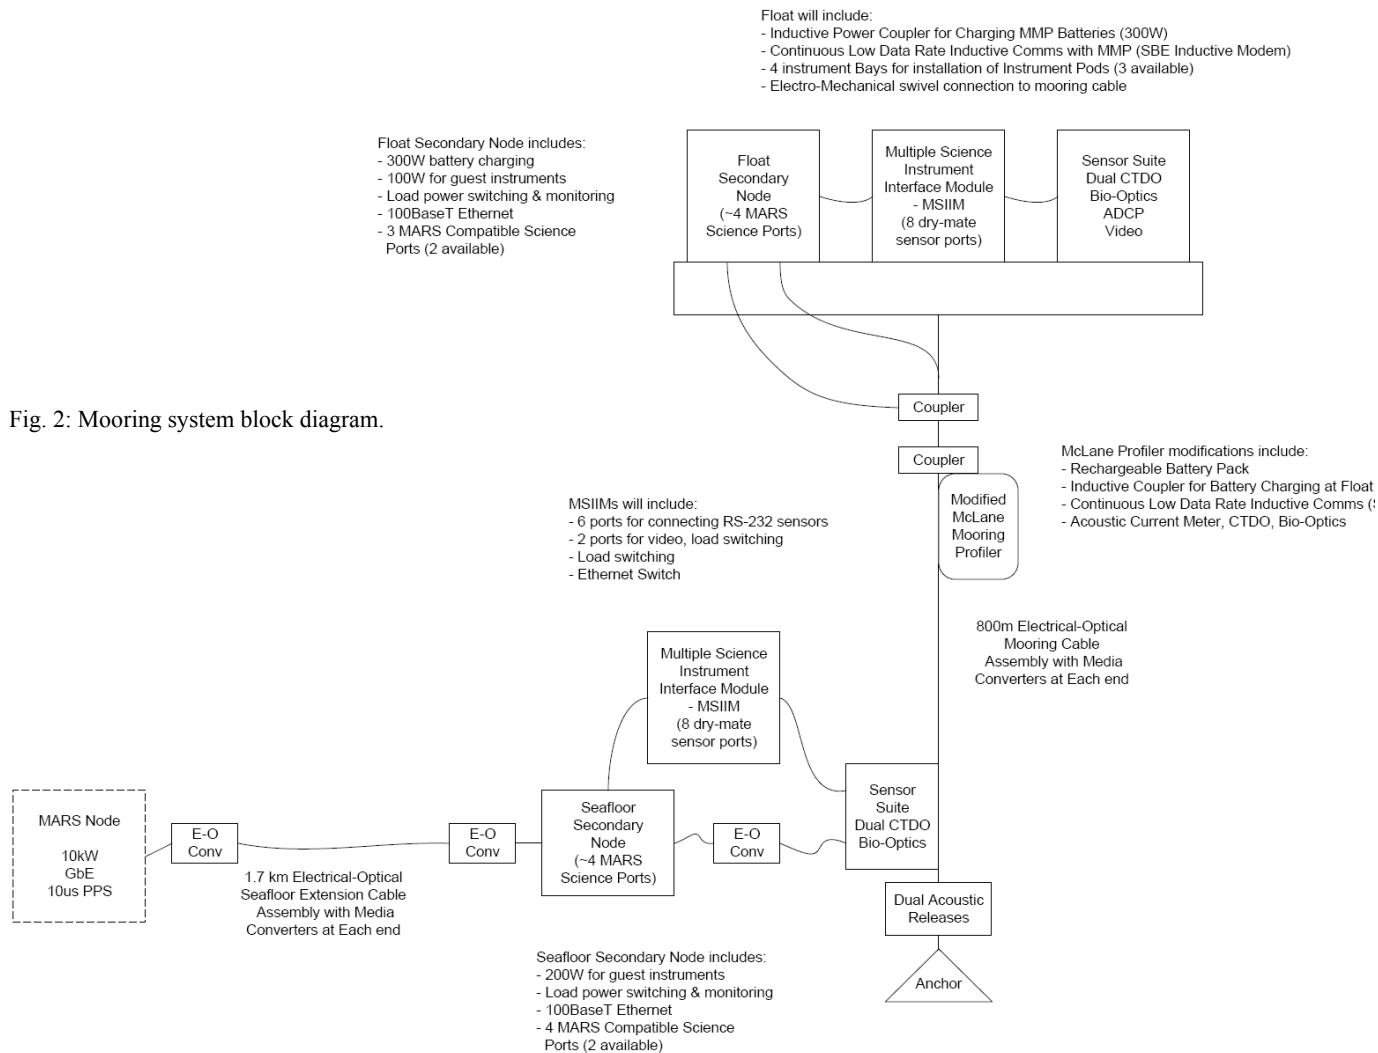 Float will include:
- Inductive Power Coupler for Charging MMP Batteries (300W)
- Continuous Low Data Rate Inductive Comms with MMP (SBE Inductive Modem)
- 4 instrument Bays for installation of Instrument Pods (3 available)
- Electro-Mechanical swivel connection to mooring cable
Float Secondary Node includes:
- 300W battery charging
- 100W for guest instruments
- Load power switching & monitoring
- 100BaseT Ethernet
- 3 MARS Compatible Science
Ports (2 available)
Float
Secondary
Node
(~4 MARS
Science Ports)
Multiple Science
Instrument
Interface Module
- MSIIM
(8 dry-mate
sensor ports)
Sensor Suite
Dual CTDO
Bio-Optics
ADCP
Video
Coupler
Fig. 2: Mooring system block diagram.
Coupler
McLane Profiler modifications include:
- Rechargeable Battery Pack
- Inductive Coupler for Battery Charging at Float
- Continuous Low Data Rate Inductive Comms (
- Acoustic Current Meter, CTDO, Bio-Optics
Modified
McLane
Mooring
Profiler
MSIIMs will include:
- 6 ports for connecting RS-232 sensors
- 2 ports for video, load switching
- Load switching
- Ethernet Switch
800m Electrical-Optical
Mooring Cable
Assembly with Media
Converters at Each end
Multiple Science
Instrument
Interface Module
- MSIIM
(8 dry-mate
sensor ports)
MARS Node
10kW
GbE
10us PPS
E-O
Conv
1.7 km Electrical-Optical
Seafloor Extension Cable
Assembly with Media
Converters at Each end
E-O
Conv
Seafloor
Secondary
Node
(~4 MARS
Science Ports)
E-O
Conv
Sensor
Suite
Dual CTDO
Bio-Optics
Dual Acoustic
Releases
Anchor
Seafloor Secondary Node includes:
- 200W for guest instruments
- Load power switching & monitoring
- 100BaseT Ethernet
- 4 MARS Compatible Science
Ports (2 available)